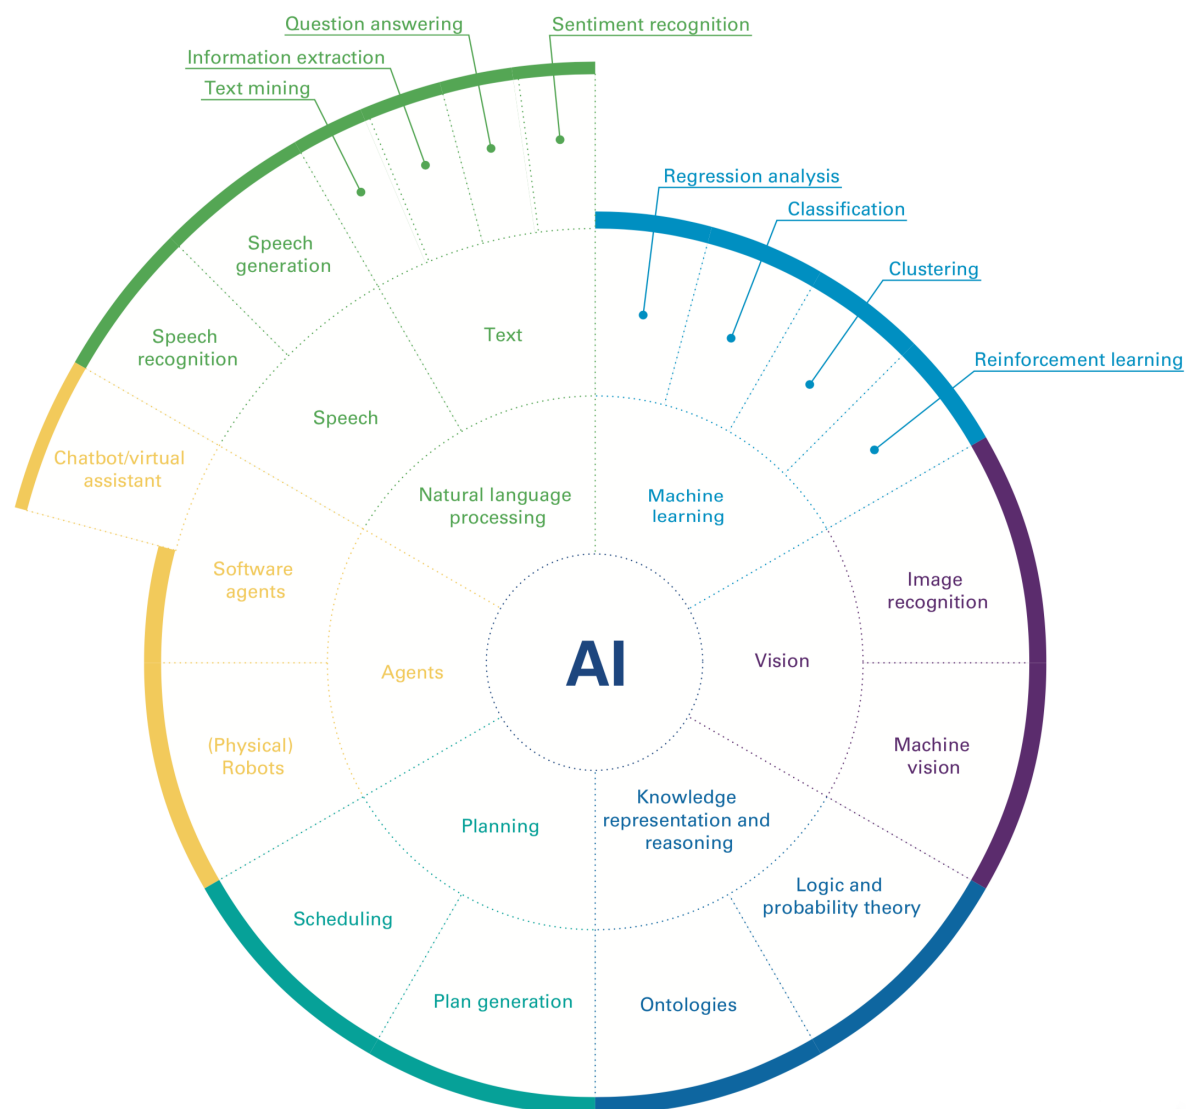 Question answering
Sentiment recognition
Information extraction
Text mining
Regression analysis
Classification
Speech
generation
Clustering
Text
Speech
recognition
Reinforcement learning
Speech
Chatbot/virtual
assistant
Natural language
processing
Machine
learning
Software
agents
Image
recognition
AI
Vision
Agents
(Physical)
Robots
Machine
vision
Knowledge
representation and
reasoning
Planning
Logic and
probability theory
Scheduling
Plan generation
Ontologies